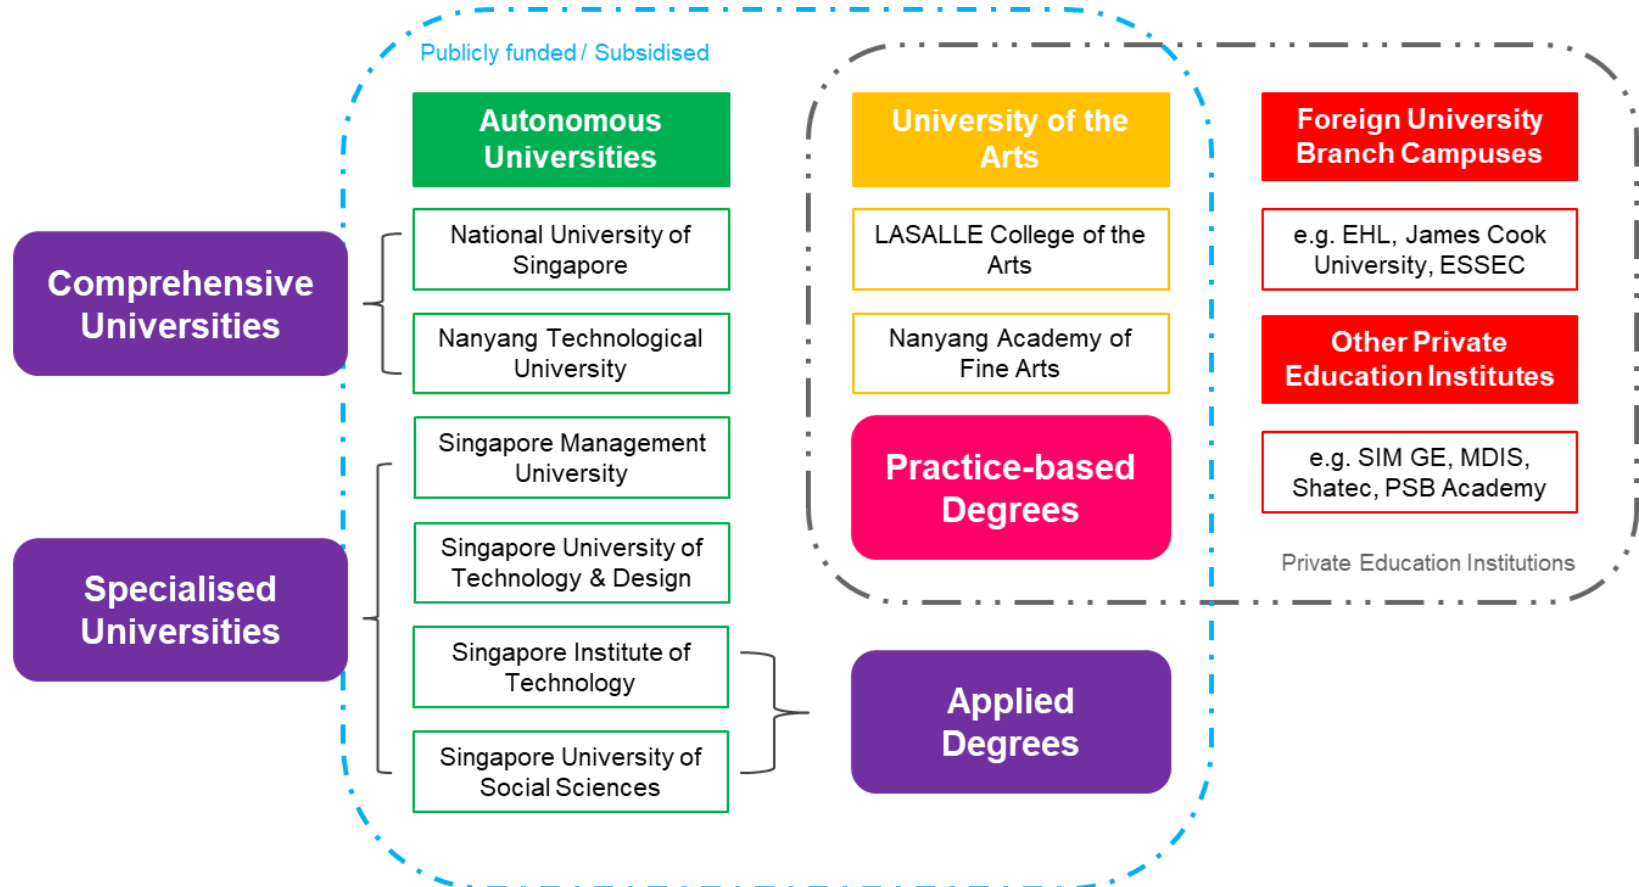 Publicly funded / Subsidised
Autonomous
Universities
University of the
Arts
Foreign University
Branch Campuses
Comprehensive
Universities
National University of
Singapore
LASALLE College of the
Arts
e.g. EHL, James Cook
University, ESSEC
Nanyang Technological
University
Nanyang Academy of
Fine Arts
Other Private
Education Institutes
Singapore Management
University
Practice-based
Degrees
e.g. SIM GE, MDIS,
Shatec, PSB Academy
Specialised
Universities
Singapore University of
Technology & Design
Private Education Institutions
Singapore Institute of
Technology
Applied
Degrees
Singapore University of
Social Sciences